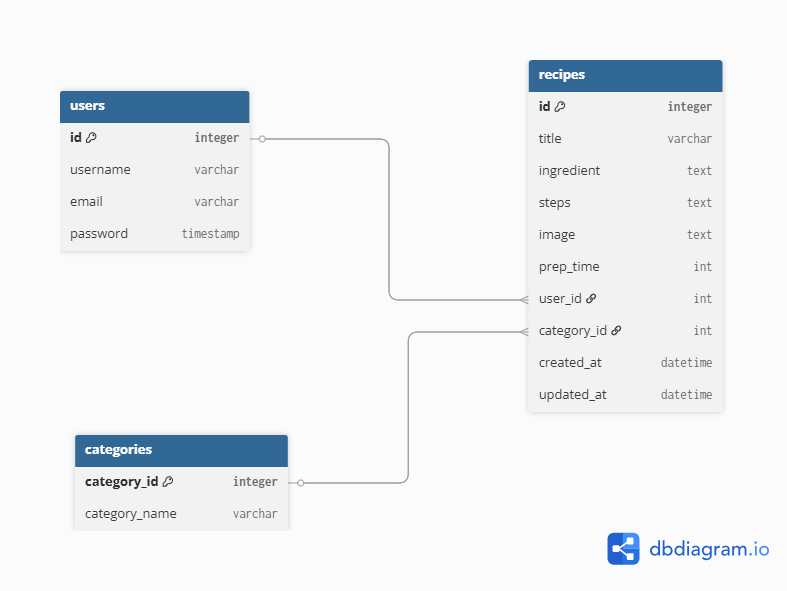 users
id integer
username varchar
email varchar
password timestamp
recipes
id integer
title varchar
ingredient text
steps text
image text
prep_time int
user_id int
category_id int
created_at datetime
updated_at datetime
categories
category_id integer
category_name varchar
dbdiagram.io